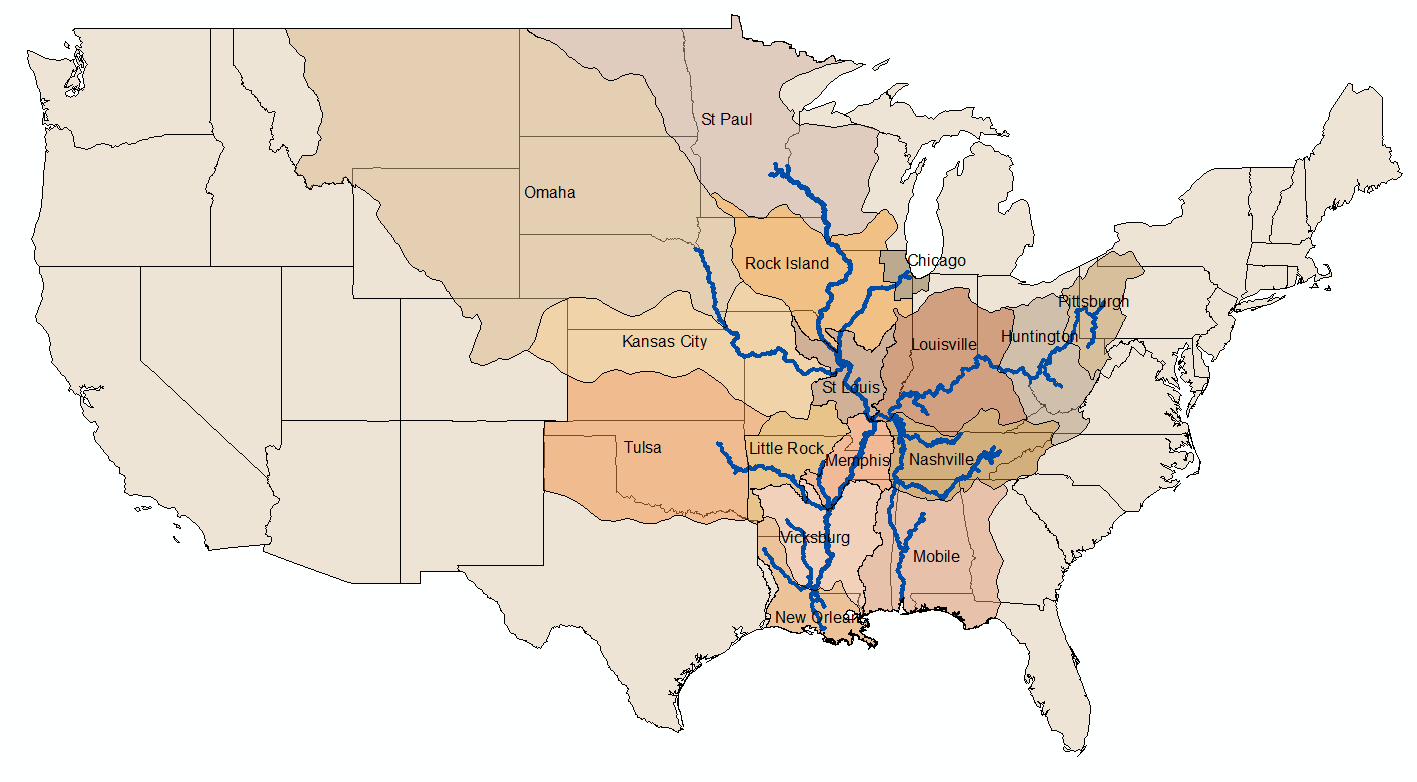 St Paul
Omaha
Rock Island
Chicago
Pittsburgh
Kansas City
Huntington
Louisville
St Louis
Tulsa
Little Rock
Memphis
Nashville
Vicksburg
Mobile
New Orlean